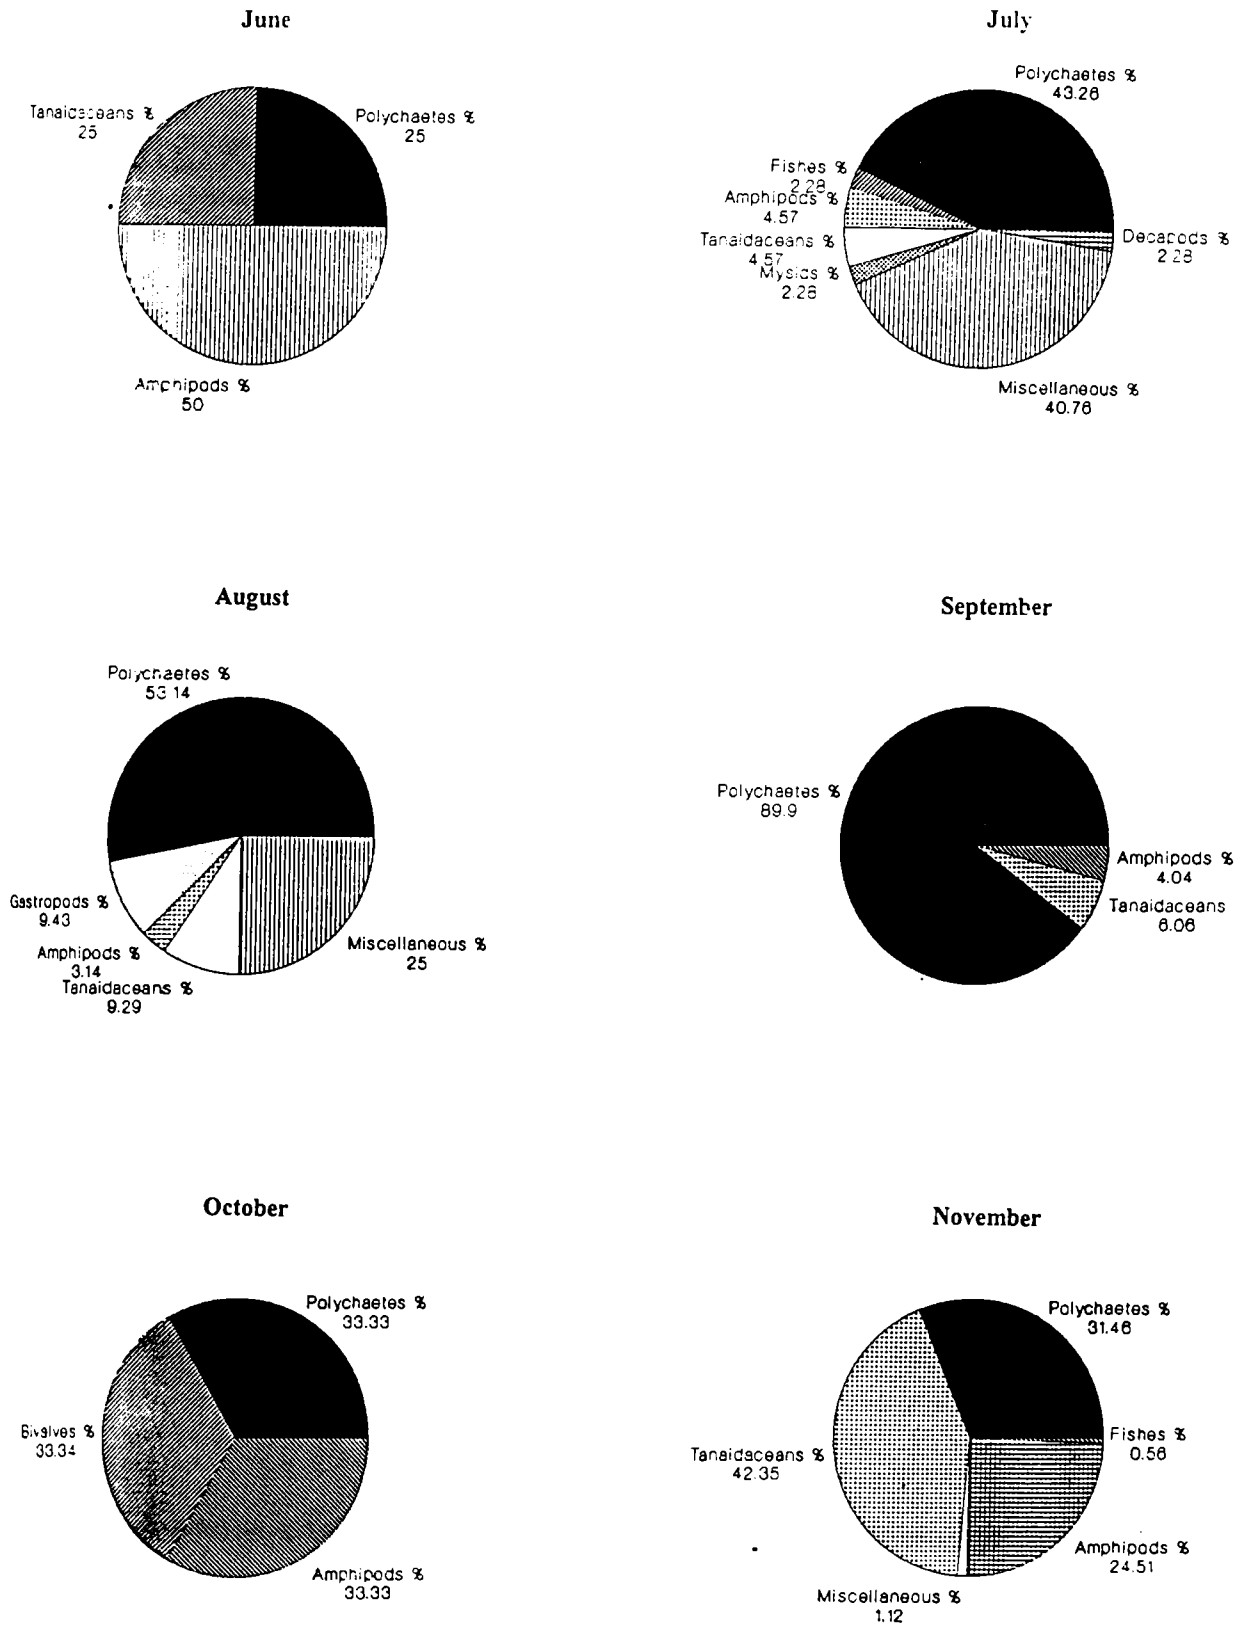 June
Tanaidaceans %
25
Polychaetes %
25
Amphipods %
50
July
Polychaetes %
43.26
Fishes %
2.28
Amphipods %
4.57
Tanaidaceans %
4.57
Mysids %
2.28
Decapods %
2.28
Miscellaneous %
40.76
August
Polychaetes %
53.14
Gastropods %
9.43
Amphipods %
3.14
Tanaidaceans %
9.29
Miscellaneous %
25
September
Polychaetes %
89.9
Amphipods %
4.04
Tanaidaceans
6.06
October
Polychaetes %
33.33
Bivalves %
33.34
Amphipods %
33.33
November
Polychaetes %
31.46
Tanaidaceans %
42.35
Fishes %
0.56
Amphipods %
24.51
Miscellaneous %
1.12